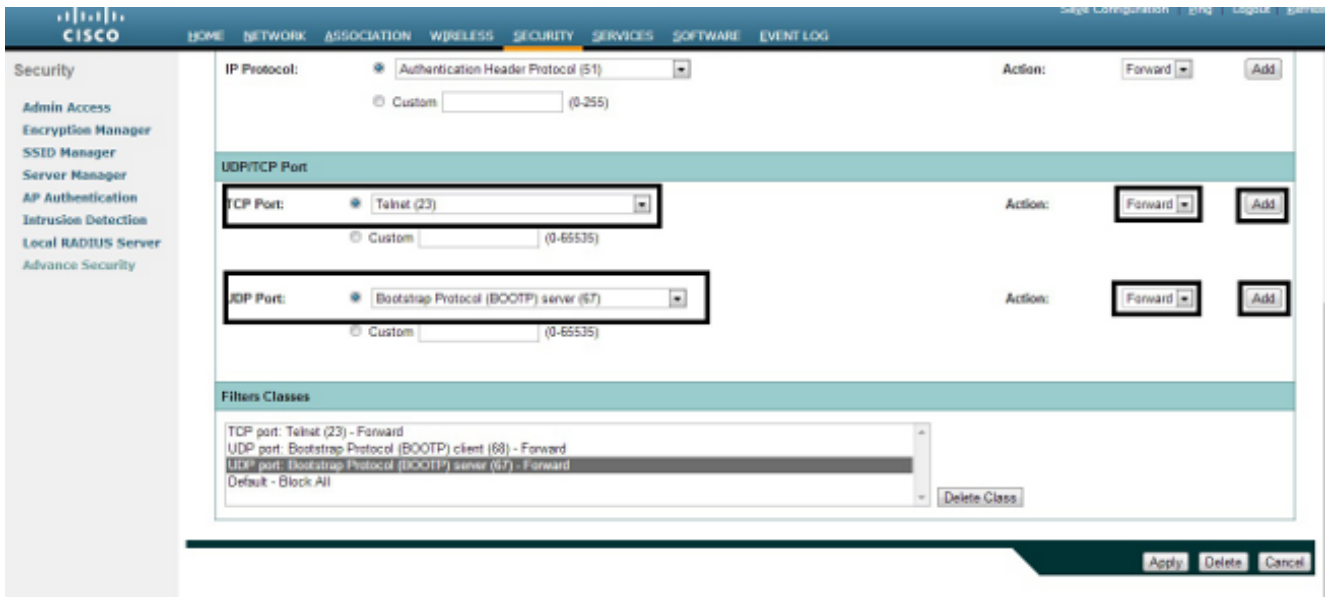 Save Configuration | Ping | Logout | Refresh
CISCO
HOME NETWORK ASSOCIATION WIRELESS SECURITY SERVICES SOFTWARE EVENT LOG
Security
Admin Access
Encryption Manager
SSID Manager
Server Manager
AP Authentication
Intrusion Detection
Local RADIUS Server
Advance Security
IP Protocol: Authentication Header Protocol (51) Action: Forward Add
Custom (0-255)
UDP/TCP Port
TCP Port: Telnet (23) Action: Forward Add
Custom (0-65535)
UDP Port: Bootstrap Protocol (BOOTP) server (67) Action: Forward Add
Custom (0-65535)
Filters Classes
TCP port: Telnet (23) - Forward
UDP port: Bootstrap Protocol (BOOTP) client (68) - Forward
UDP port: Bootstrap Protocol (BOOTP) server (67) - Forward
Default - Block All
Delete Class
Apply Delete Cancel